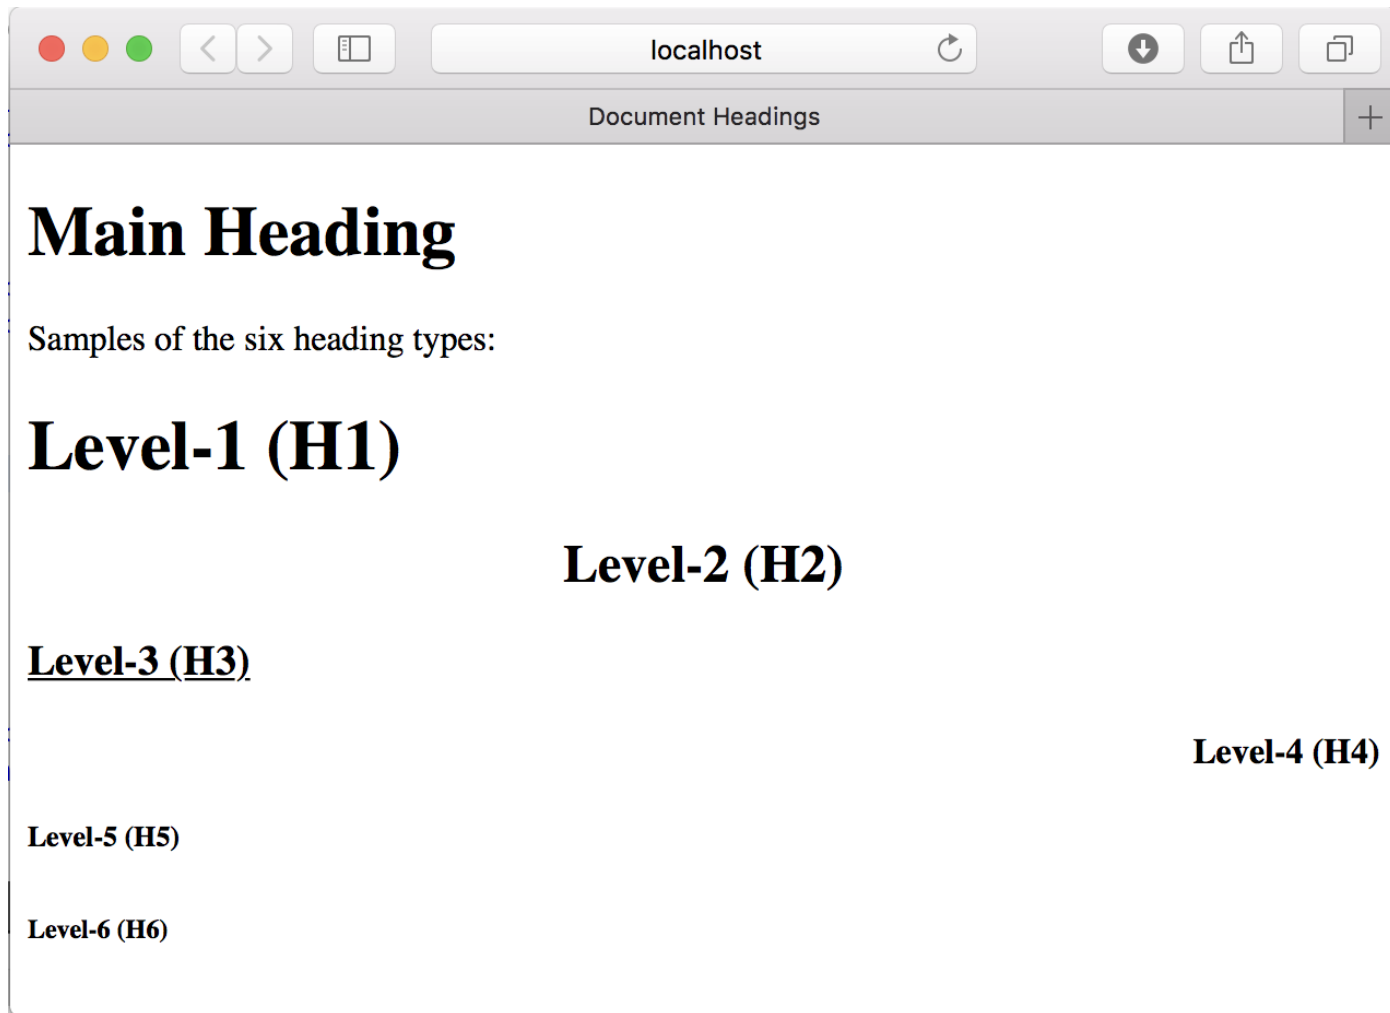 localhost
Document Headings
Main Heading
Samples of the six heading types:
Level-1 (H1)
Level-2 (H2)
Level-3 (H3)
Level-4 (H4)
Level-5 (H5)
Level-6 (H6)